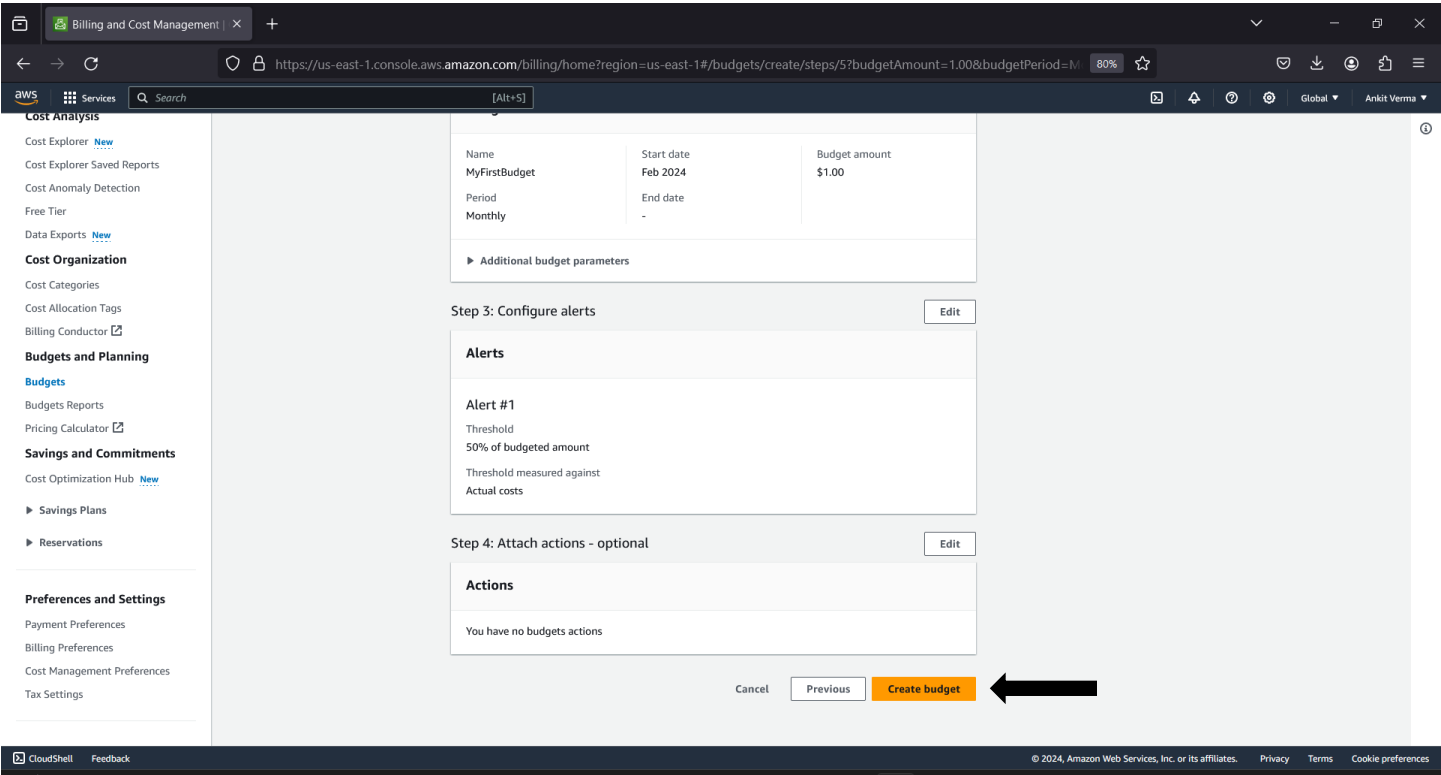 Billing and Cost Management |
https://us-east-1.console.aws.amazon.com/billing/home?region=us-east-1#/budgets/create/steps/5?budgetAmount=1.00&budgetPeriod=M
80%
aws
Services
Search
[Alt+S]
Global
Ankit Verma
Cost Analysis
Cost Explorer New
Cost Explorer Saved Reports
Cost Anomaly Detection
Free Tier
Data Exports New
Cost Organization
Cost Categories
Cost Allocation Tags
Billing Conductor
Budgets and Planning
Budgets
Budgets Reports
Pricing Calculator
Savings and Commitments
Cost Optimization Hub New
Savings Plans
Reservations
Preferences and Settings
Payment Preferences
Billing Preferences
Cost Management Preferences
Tax Settings
Name
MyFirstBudget
Period
Monthly
Start date
Feb 2024
End date
-
Budget amount
$1.00
Additional budget parameters
Step 3: Configure alerts
Edit
Alerts
Alert #1
Threshold
50% of budgeted amount
Threshold measured against
Actual costs
Step 4: Attach actions - optional
Edit
Actions
You have no budgets actions
Cancel
Previous
Create budget
CloudShell
Feedback
© 2024, Amazon Web Services, Inc. or its affiliates.
Privacy
Terms
Cookie preferences